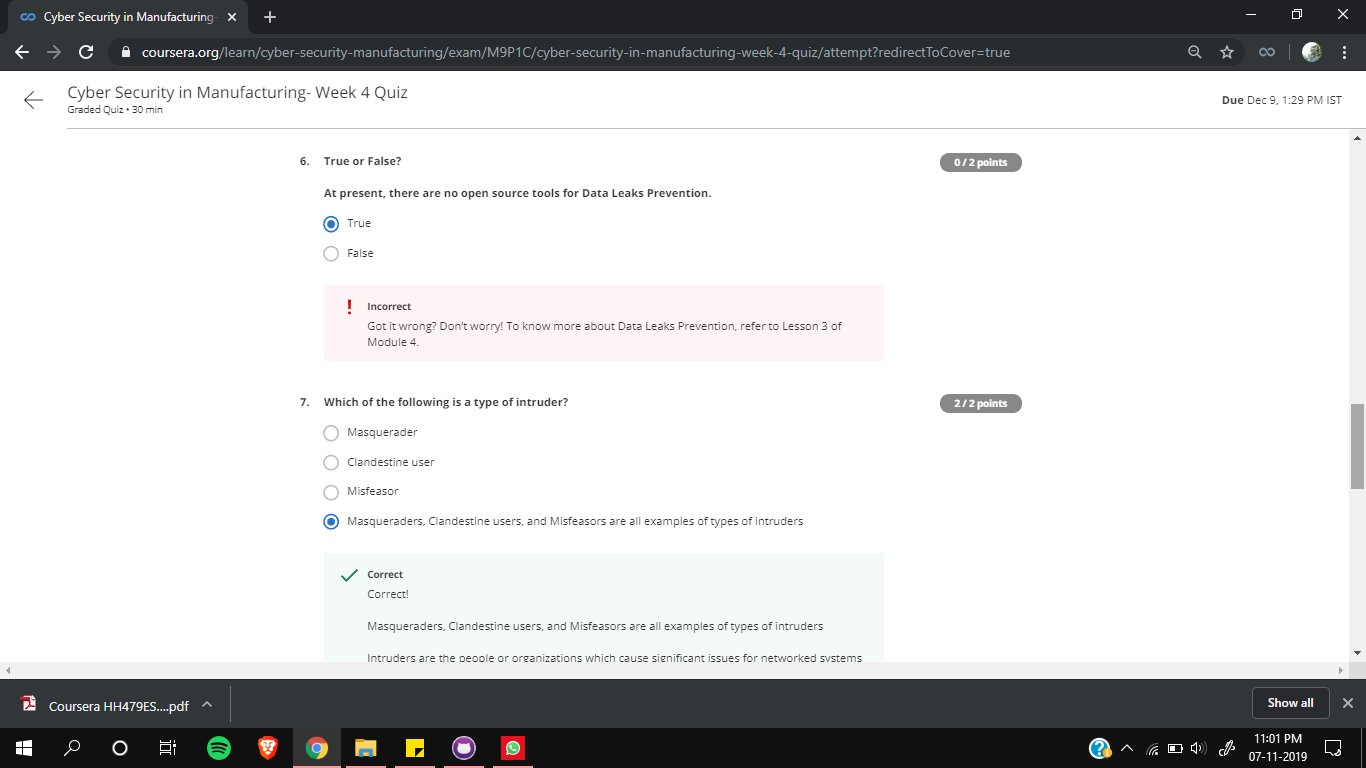 Cyber Security in Manufacturing-
coursera.org/learn/cyber-security-manufacturing/exam/M9P1C/cyber-security-in-manufacturing-week-4-quiz/attempt?redirectToCover=true
Cyber Security in Manufacturing- Week 4 Quiz
Graded Quiz • 30 min
Due Dec 9, 1:29 PM IST
6. True or False?
0 / 2 points
At present, there are no open source tools for Data Leaks Prevention.
True
False
! Incorrect
Got it wrong? Don't worry! To know more about Data Leaks Prevention, refer to Lesson 3 of
Module 4.
7. Which of the following is a type of intruder?
2 / 2 points
Masquerader
Clandestine user
Misfeasor
Masqueraders, Clandestine users, and Misfeasors are all examples of types of intruders
Correct
Correct!
Masqueraders, Clandestine users, and Misfeasors are all examples of types of intruders
Intruders are the people or organizations which cause significant issues for networked systems
Coursera HH479ES....pdf
Show all
11:01 PM
07-11-2019